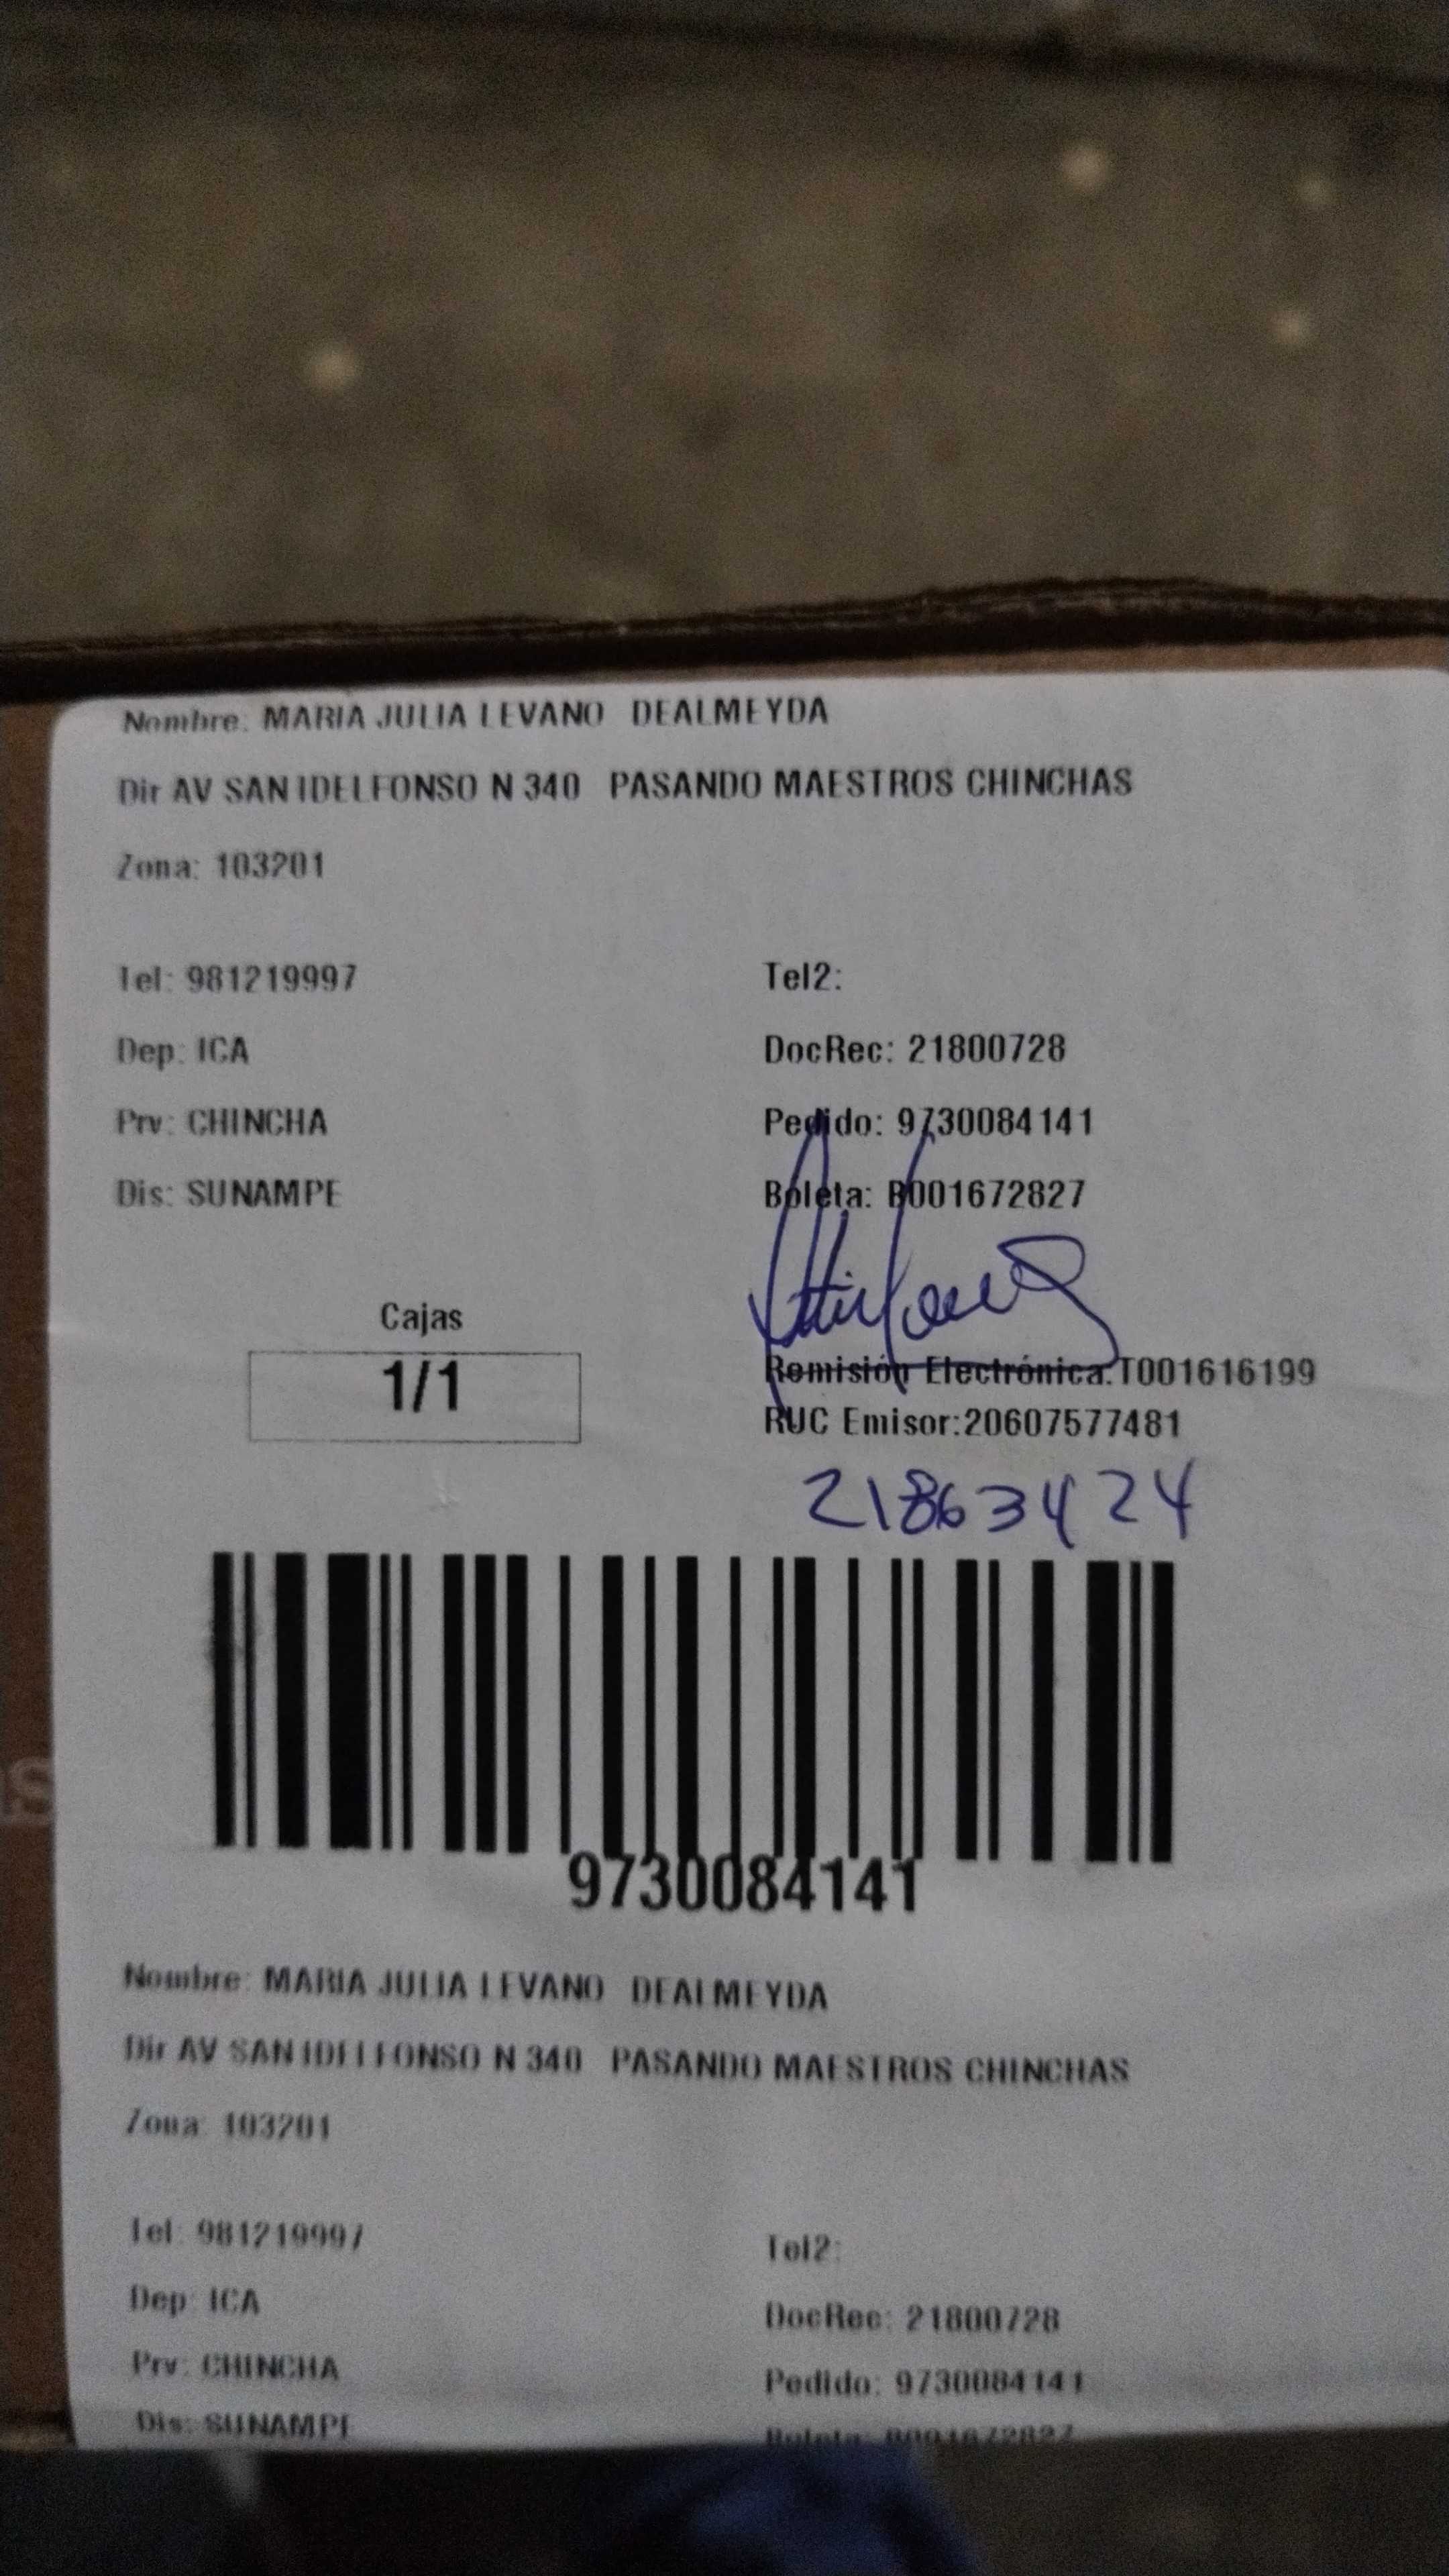 Nombre: MARIA JULIA LEVANO DEALMEYDA
Dir AV SAN IDELFONSO N 340 PASANDO MAESTROS CHINCHAS
Zona: 103201
Tel: 981219997 Tel2:
Dep: ICA DocRec: 21800728
Prv: CHINCHA Pedido: 9730084141
Dis: SUNAMPE Boleta: B001672827
Cajas
1/1
Remisión Electrónica:T001616199
RUC Emisor:20607577481
21863424
9730084141
Nombre: MARIA JULIA LEVANO DEALMEYDA
Dir AV SAN IDELFONSO N 340 PASANDO MAESTROS CHINCHAS
Zona: 103201
Tel: 981219997 Tel2:
Dep: ICA DocRec: 21800728
Prv: CHINCHA Pedido: 9730084141
Dis: SUNAMPE Boleta: B001672827
S